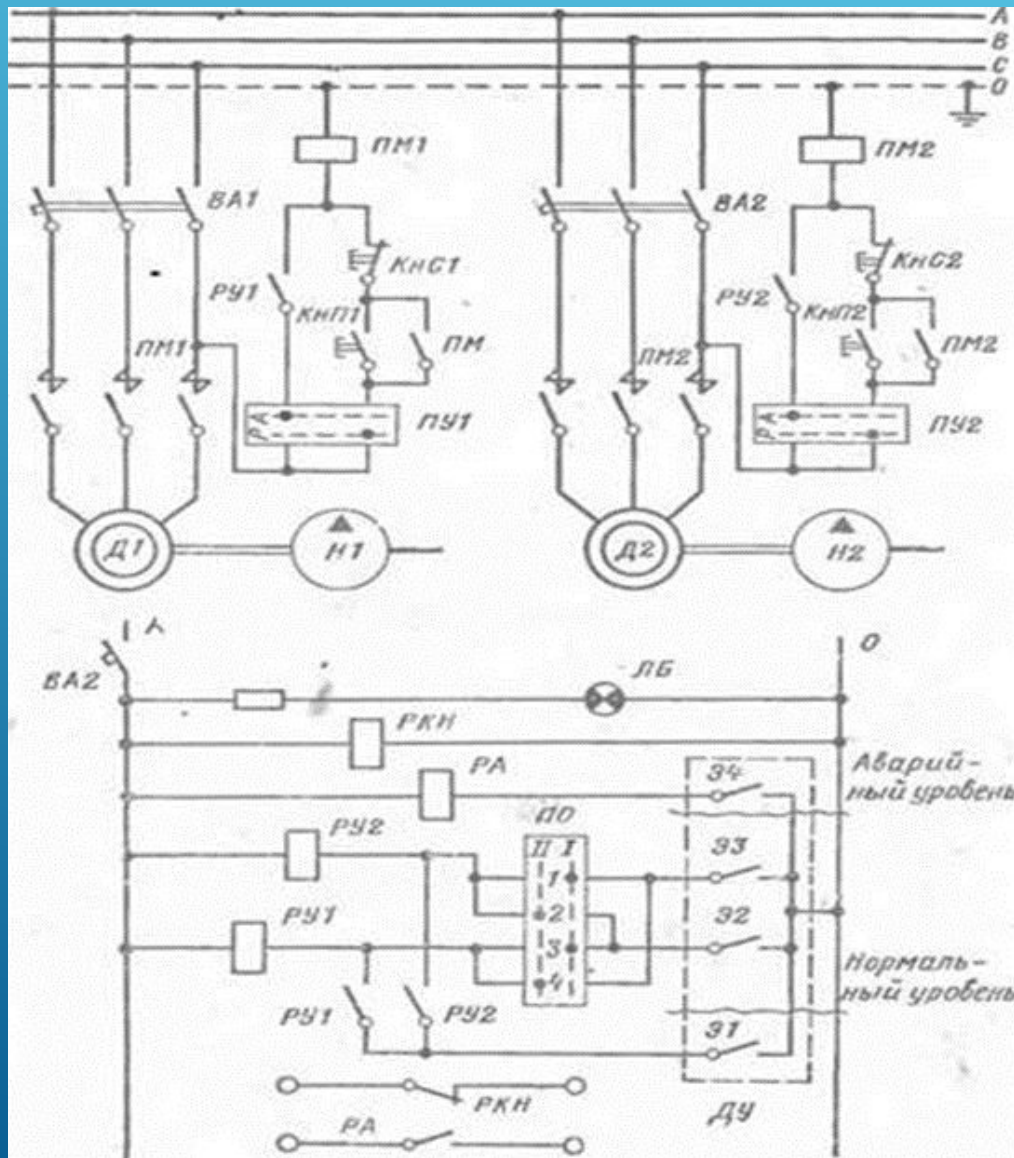 А
В
С
О
ПМ1
ПМ2
ВА1
ВА2
КнС1
КнС2
РУ1
КнП1
РУ2
КнП2
ПМ1
ПМ
ПМ2
ПМ2
А
Р
ПУ1
А
Р
ПУ2
Д1
Н1
Д2
Н2
О
ВА2
ЛБ
РКН
РА
Э4
Аварий-
ный уровень
РУ2
ПО
II I
Э3
1
2
РУ1
Э2
3
4
Нормаль-
ный уровень
РУ1
РУ2
Э1
РКН
ДУ
РА